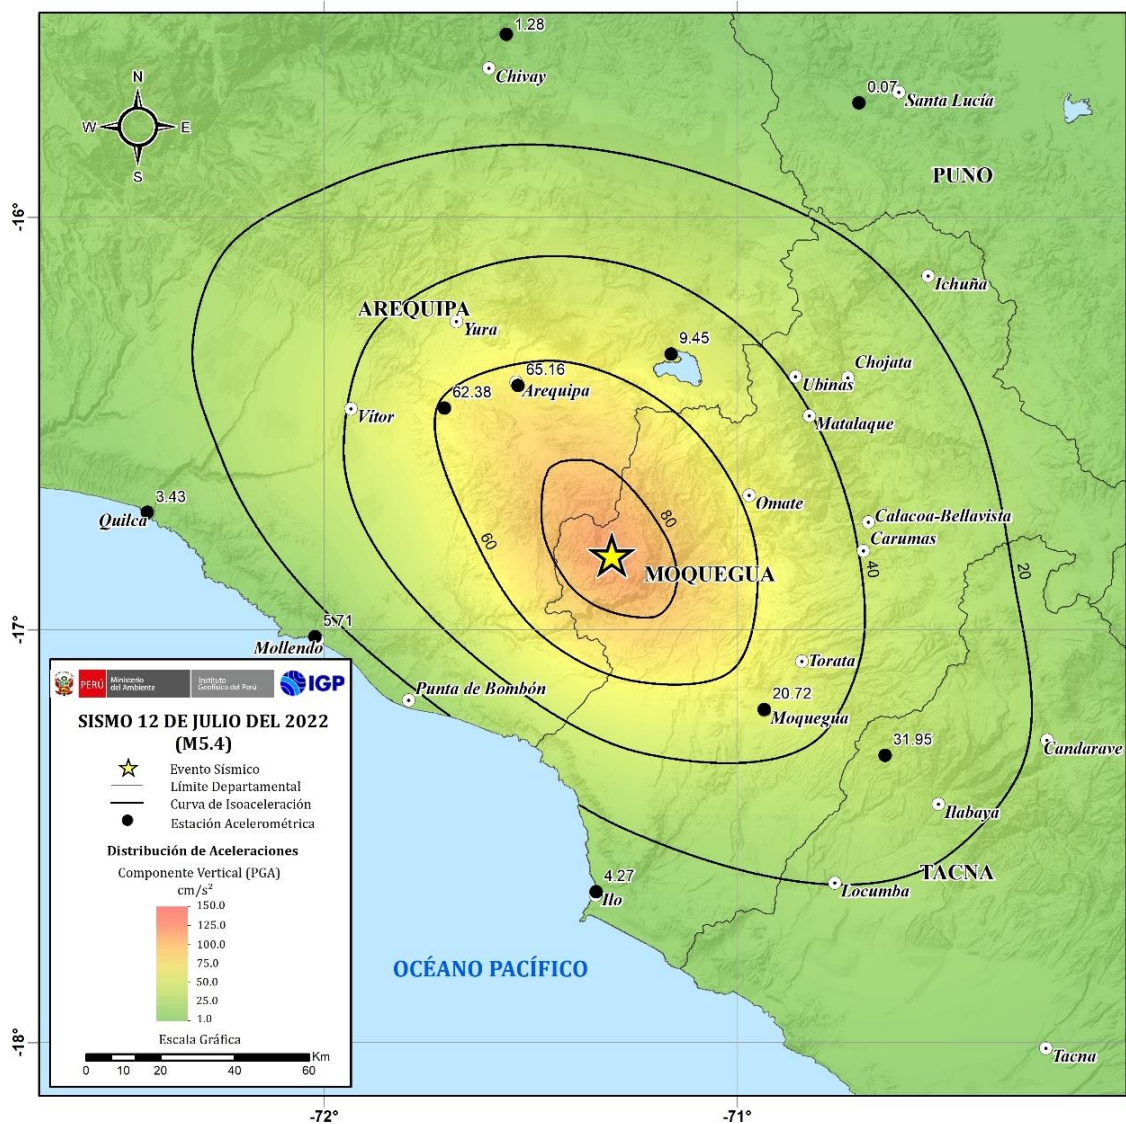 1.28
Chivay
0.07
Santa Lucía
N
W E
S
PUNO
-16°
Ichuña
AREQUIPA
Yura
9.45
65.16
Arequipa
62.38
Chojata
Ubinas
Vítor
Matalaque
3.43
Quilca
Omate
80
60
Calacoa-Bellavista
Carumas
40
20
MOQUEGUA
-17°
5.71
Mollendo
Torata
Punta de Bombón
20.72
Moquegua
31.95
Candarave
Ilabaya
TACNA
4.27
Ilo
Locumba
OCÉANO PACÍFICO
-18°
Tacna
PERÚ
Ministerio
del Ambiente
Instituto
Geofísico del Perú
IGP
SISMO 12 DE JULIO DEL 2022
(M5.4)
Evento Sísmico
Límite Departamental
Curva de Isoaceleración
Estación Acelerométrica
Distribución de Aceleraciones
Componente Vertical (PGA)
cm/s²
150.0
125.0
100.0
75.0
50.0
25.0
1.0
Escala Gráfica
Km
0 10 20 40 60
-72° -71°